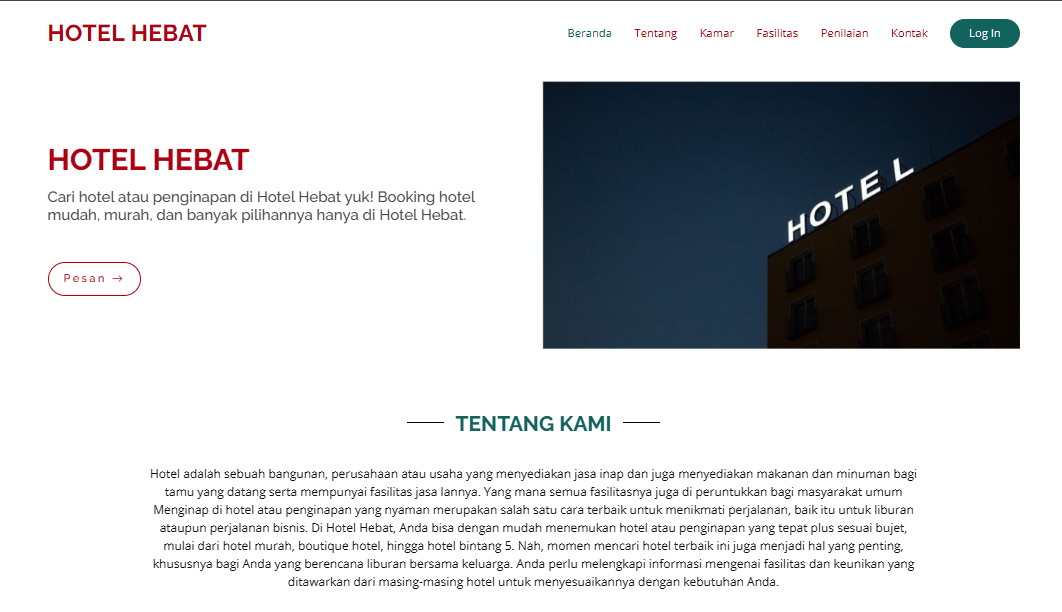 HOTEL HEBAT
Beranda Tentang Kamar Fasilitas Penilaian Kontak Log In
HOTEL HEBAT
Cari hotel atau penginapan di Hotel Hebat yuk! Booking hotel
mudah, murah, dan banyak pilihannya hanya di Hotel Hebat.
Pesan →
HOTEL
TENTANG KAMI
Hotel adalah sebuah bangunan, perusahaan atau usaha yang menyediakan jasa inap dan juga menyediakan makanan dan minuman bagi
tamu yang datang serta mempunyai fasilitas jasa lannya. Yang mana semua fasilitasnya juga di peruntukkan bagi masyarakat umum
Menginap di hotel atau penginapan yang nyaman merupakan salah satu cara terbaik untuk menikmati perjalanan, baik itu untuk liburan
ataupun perjalanan bisnis. Di Hotel Hebat, Anda bisa dengan mudah menemukan hotel atau penginapan yang tepat plus sesuai bujet,
mulai dari hotel murah, boutique hotel, hingga hotel bintang 5. Nah, momen mencari hotel terbaik ini juga menjadi hal yang penting,
khususnya bagi Anda yang berencana liburan bersama keluarga. Anda perlu melengkapi informasi mengenai fasilitas dan keunikan yang
ditawarkan dari masing-masing hotel untuk menyesuaikannya dengan kebutuhan Anda.